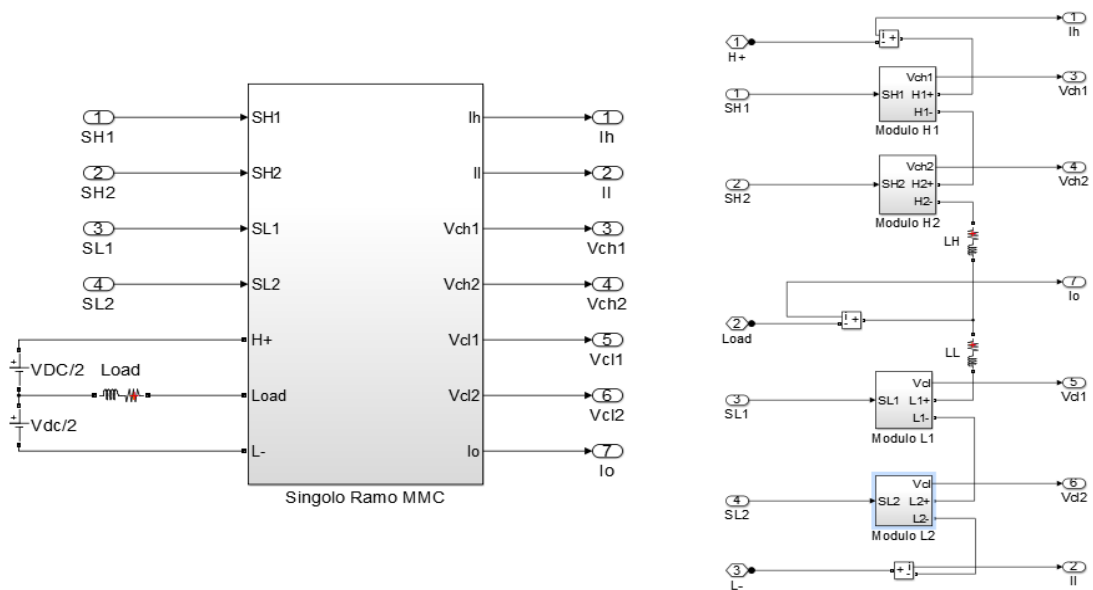 1
SH1
2
SH2
3
SL1
4
SL2
VDC/2
Load
Vdc/2
SH1
SH2
SL1
SL2
H+
Load
L-
Ih
Il
Vch1
Vch2
Vcl1
Vcl2
Io
Singolo Ramo MMC
1
Ih
2
Il
3
Vch1
4
Vch2
5
Vcl1
6
Vcl2
7
Io
1
Ih
1
H+
i
-
+
Vch1
SH1
H1+
H1-
Modulo H1
1
SH1
3
Vch1
Vch2
SH2
H2+
H2-
Modulo H2
2
SH2
4
Vch2
LH
7
Io
2
Load
i
-
+
LL
Vcl
SL1
L1+
L1-
Modulo L1
3
SL1
5
Vcl1
Vcl
SL2
L2+
L2-
Modulo L2
4
SL2
6
Vcl2
3
L-
+
i
-
2
Il